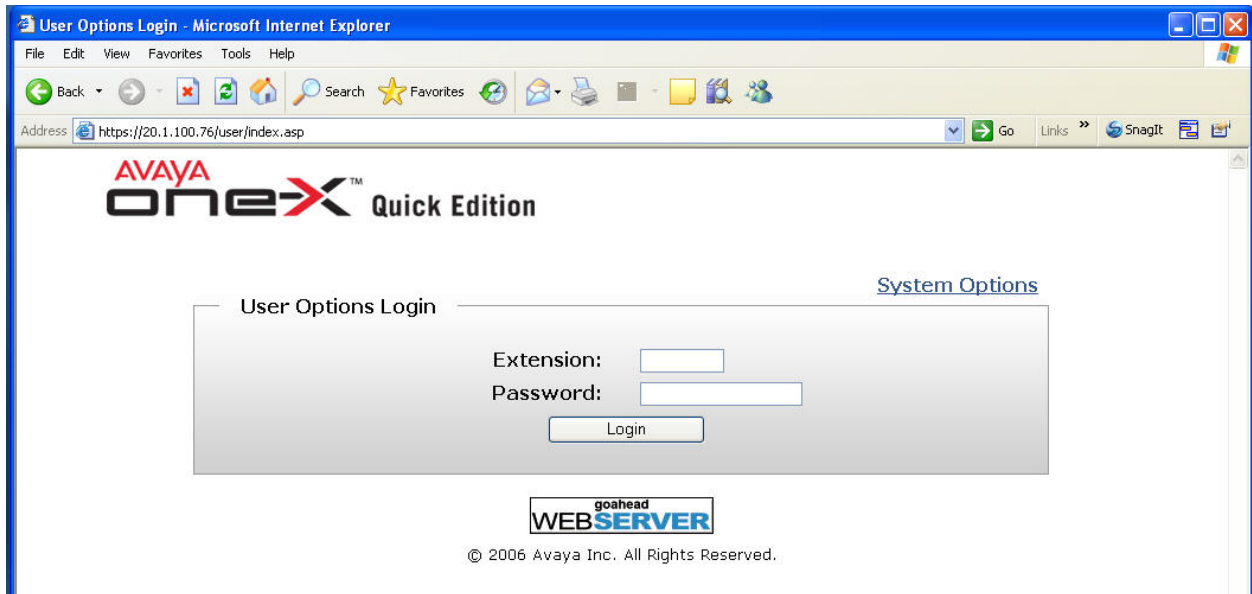 User Options Login - Microsoft Internet Explorer
File Edit View Favorites Tools Help
Back Search Favorites
Address https://20.1.100.76/user/index.asp Go Links » SnagIt
AVAYA
one-X™ Quick Edition
System Options
User Options Login
Extension:
Password:
Login
goahead
WEBSERVER
© 2006 Avaya Inc. All Rights Reserved.